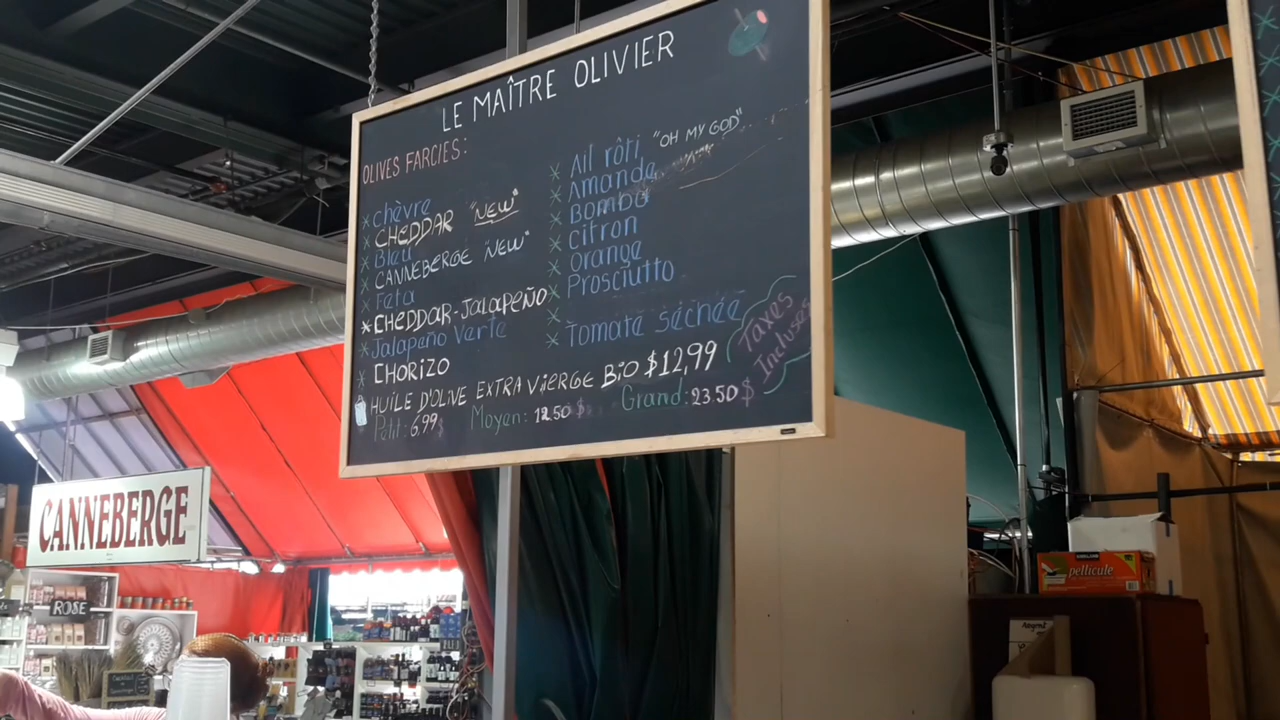 LE MAÎTRE OLIVIER
OLIVES FARCIES:
chèvre
CHEDDAR "NEW"
Bleu
CANNEBERGE "NEW"
Feta
CHEDDAR-JALAPEÑO
Jalapeño Verte
CHORIZO
Ail rôti "OH MY GOD"
Amande
Bomba
Citron
Orange
Prosciutto
Tomate séchée
HUILE D'OLIVE EXTRA VIERGE BIO $12,99
Petit: 6,99$ Moyen: 12.50$ Grand: 23.50$
Taxes
Incluses
CANNEBERGE
ROSE
pellicule
Argent